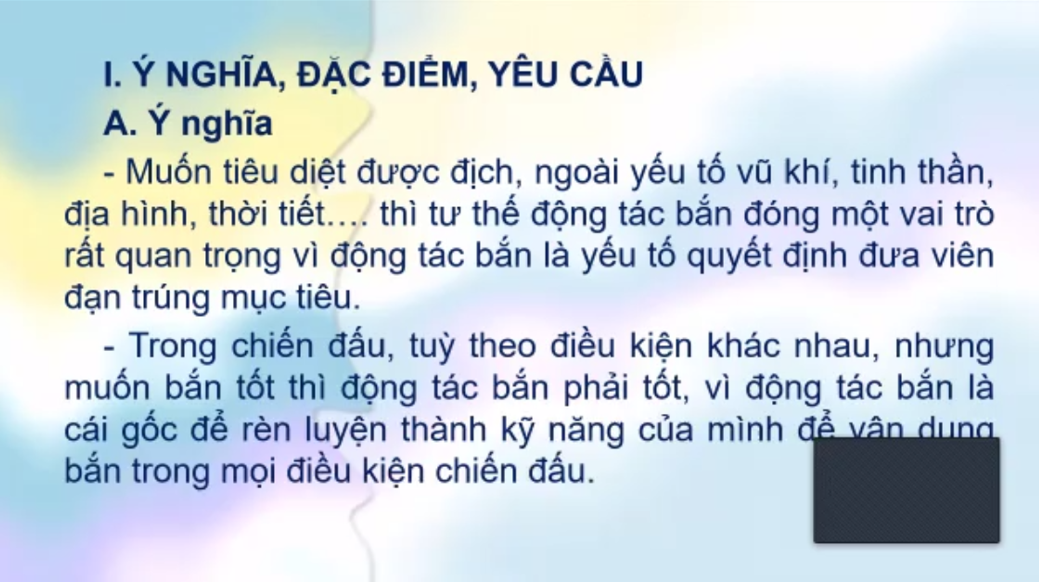 I. Ý NGHĨA, ĐẶC ĐIỂM, YÊU CẦU
A. Ý nghĩa
- Muốn tiêu diệt được địch, ngoài yếu tố vũ khí, tinh thần,
địa hình, thời tiết…. thì tư thế động tác bắn đóng một vai trò
rất quan trọng vì động tác bắn là yếu tố quyết định đưa viên
đạn trúng mục tiêu.
- Trong chiến đấu, tuỳ theo điều kiện khác nhau, nhưng
muốn bắn tốt thì động tác bắn phải tốt, vì động tác bắn là
cái gốc để rèn luyện thành kỹ năng của mình để vận dụng
bắn trong mọi điều kiện chiến đấu.